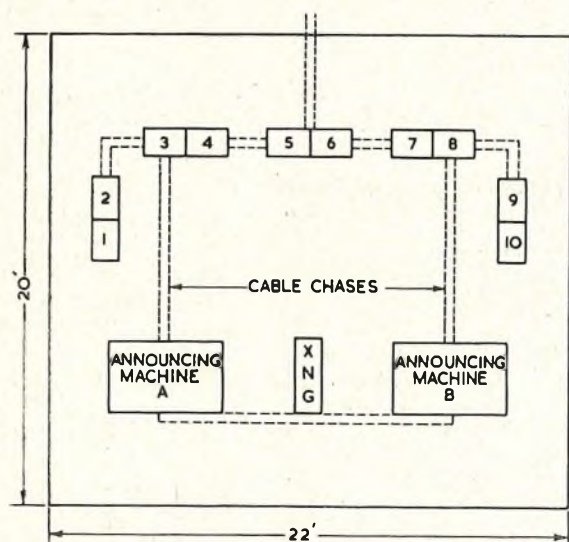 3 4 5 6 7 8
2 9
1 10
CABLE CHASES
20'
ANNOUNCING
MACHINE
A
X
N
G
ANNOUNCING
MACHINE
B
22'